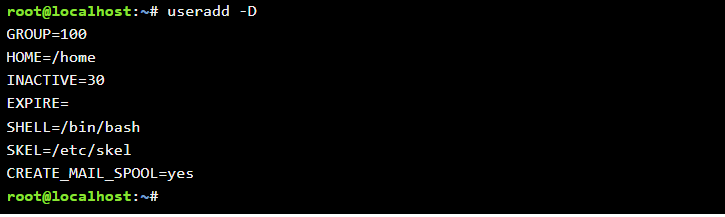 root@localhost:~# useradd -D
GROUP=100
HOME=/home
INACTIVE=30
EXPIRE=
SHELL=/bin/bash
SKEL=/etc/skel
CREATE_MAIL_SPOOL=yes
root@localhost:~#